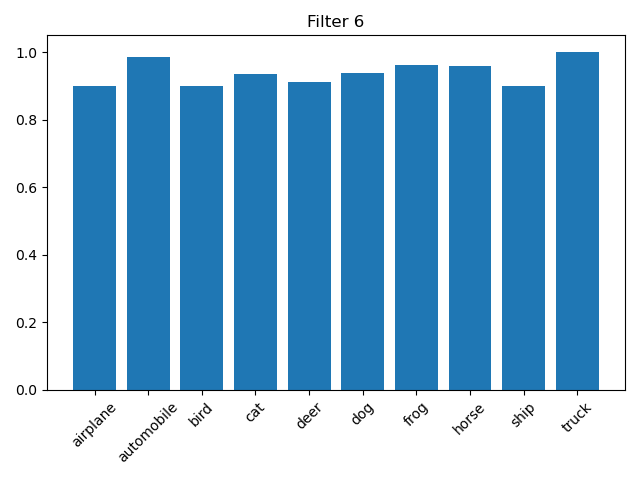 Filter 6
1.0
0.8
0.6
0.4
0.2
0.0
airplane
automobile
bird
cat
deer
dog
frog
horse
ship
truck